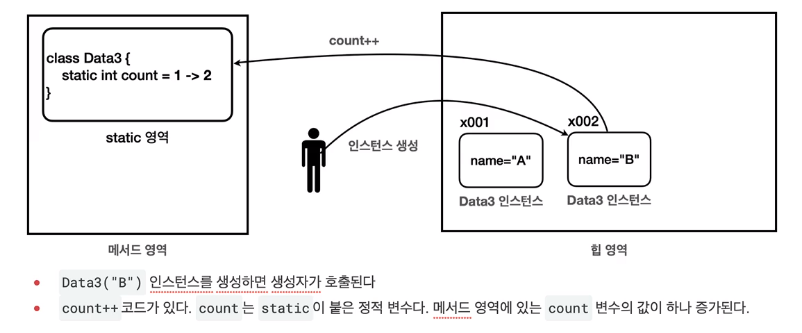 count++
class Data3 {
static int count = 1 -> 2
}
static 영역
인스턴스 생성
x001
x002
name="A"
name="B"
Data3 인스턴스
Data3 인스턴스
메서드 영역
힙 영역
• Data3("B") 인스턴스를 생성하면 생성자가 호출된다
• count++ 코드가 있다. count 는 static 이 붙은 정적 변수다. 메서드 영역에 있는 count 변수의 값이 하나 증가된다.